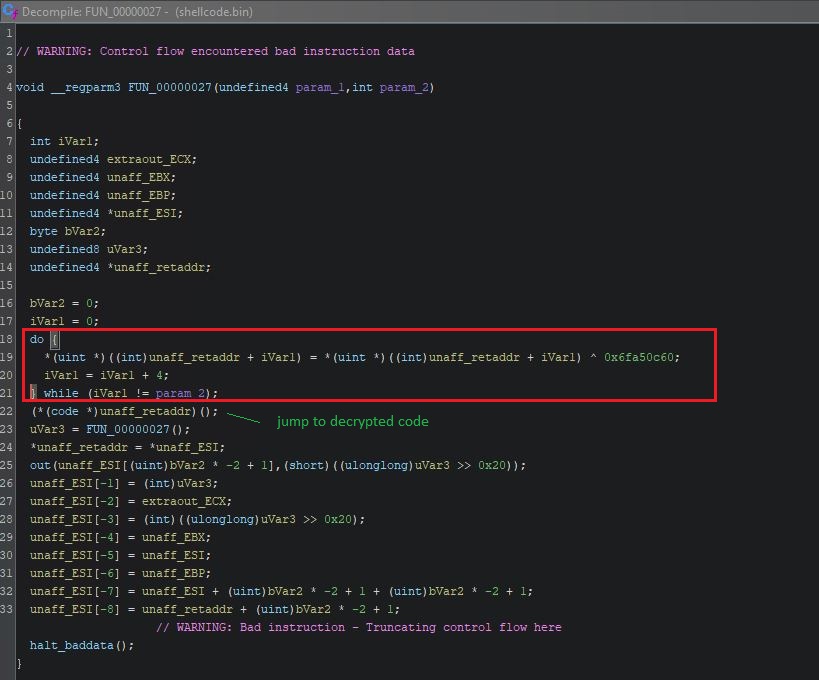 Decompile: FUN_00000027 - (shellcode.bin)
1
2 // WARNING: Control flow encountered bad instruction data
3
4 void __regparm3 FUN_00000027(undefined4 param_1,int param_2)
5
6 {
7 int iVar1;
8 undefined4 extraout_ECX;
9 undefined4 unaff_EBX;
10 undefined4 unaff_EBP;
11 undefined4 *unaff_ESI;
12 byte bVar2;
13 undefined8 uVar3;
14 undefined4 *unaff_retaddr;
15
16 bVar2 = 0;
17 iVar1 = 0;
18 do {
19 *(uint *)((int)unaff_retaddr + iVar1) = *(uint *)((int)unaff_retaddr + iVar1) ^ 0x6fa50c60;
20 iVar1 = iVar1 + 4;
21 } while (iVar1 != param_2);
22 (*(code *)unaff_retaddr)(); jump to decrypted code
23 uVar3 = FUN_00000027();
24 *unaff_retaddr = *unaff_ESI;
25 out(unaff_ESI[(uint)bVar2 * -2 + 1],(short)((ulonglong)uVar3 >> 0x20));
26 unaff_ESI[-1] = (int)uVar3;
27 unaff_ESI[-2] = extraout_ECX;
28 unaff_ESI[-3] = (int)((ulonglong)uVar3 >> 0x20);
29 unaff_ESI[-4] = unaff_EBX;
30 unaff_ESI[-5] = unaff_ESI;
31 unaff_ESI[-6] = unaff_EBP;
32 unaff_ESI[-7] = unaff_ESI + (uint)bVar2 * -2 + 1 + (uint)bVar2 * -2 + 1;
33 unaff_ESI[-8] = unaff_retaddr + (uint)bVar2 * -2 + 1;
// WARNING: Bad instruction - Truncating control flow here
halt_baddata();
}